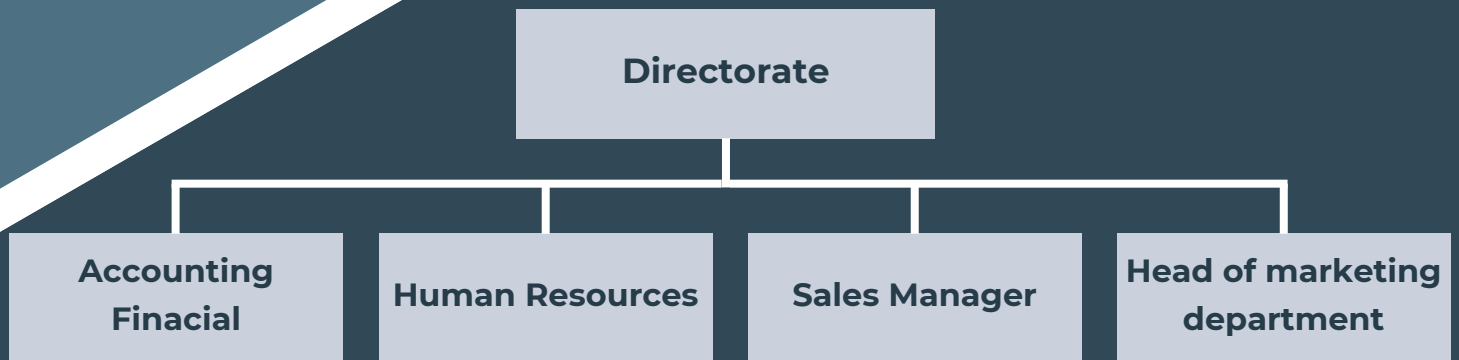 Directorate
Accounting
Finacial
Human Resources
Sales Manager
Head of marketing
department